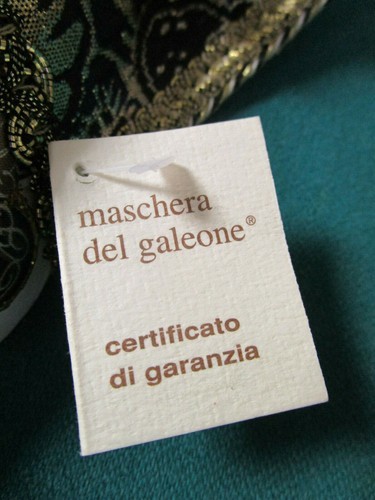 maschera
del galeone®
certificato
di garanzia